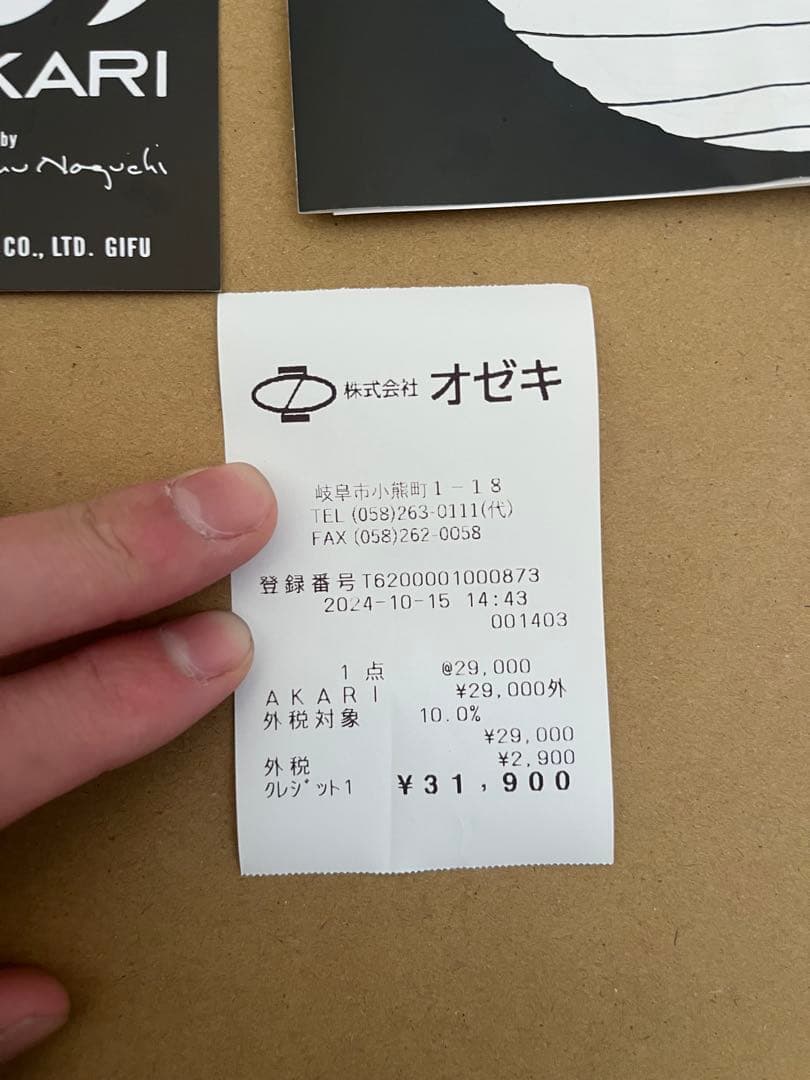 KARI
by
Noguchi
CO., LTD. GIFU
株式会社 オゼキ
岐阜市小熊町1-18
TEL (058)263-0111(代)
FAX (058)262-0058
登録番号T6200001000873
2024-10-15 14:43
001403
1点 @29,000
AKARI ¥29,000外
外税対象 10.0%
¥29,000
外税 ¥2,900
クレジット1 ¥31,900